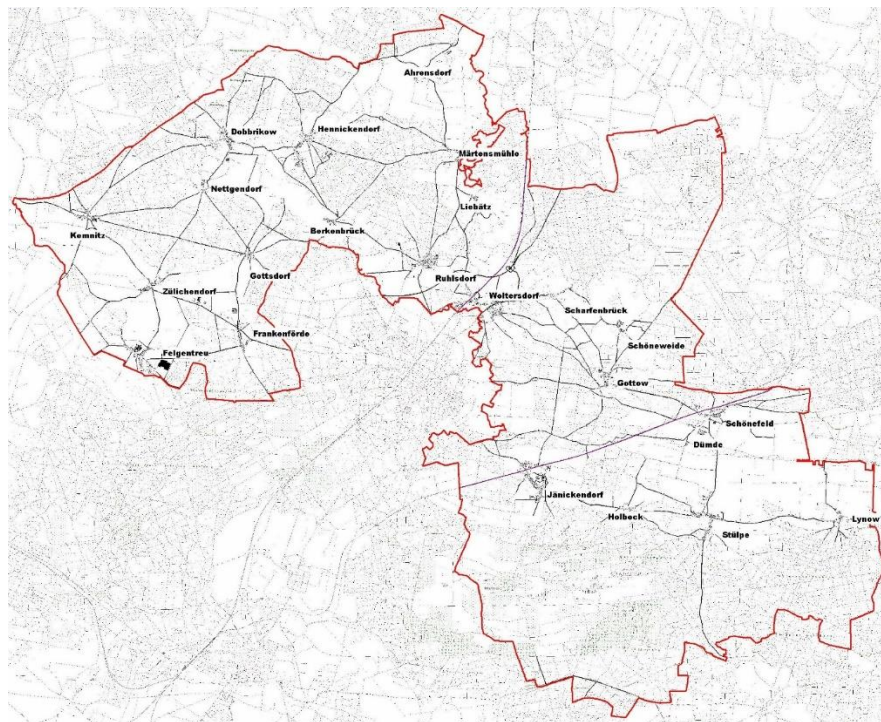 Ahrensdorf
Dobbrikow
Hennickendorf
Märtensmühle
Nettgendorf
Liebätz
Kemnitz
Berkenbrück
Gottsdorf
Ruhlsdorf
Zülichendorf
Woltersdorf
Scharfenbrück
Frankenförde
Schöneweide
Felgentreu
Gottow
Schönefeld
Dümde
Jänickendorf
Holbeck
Lynow
Stülpe